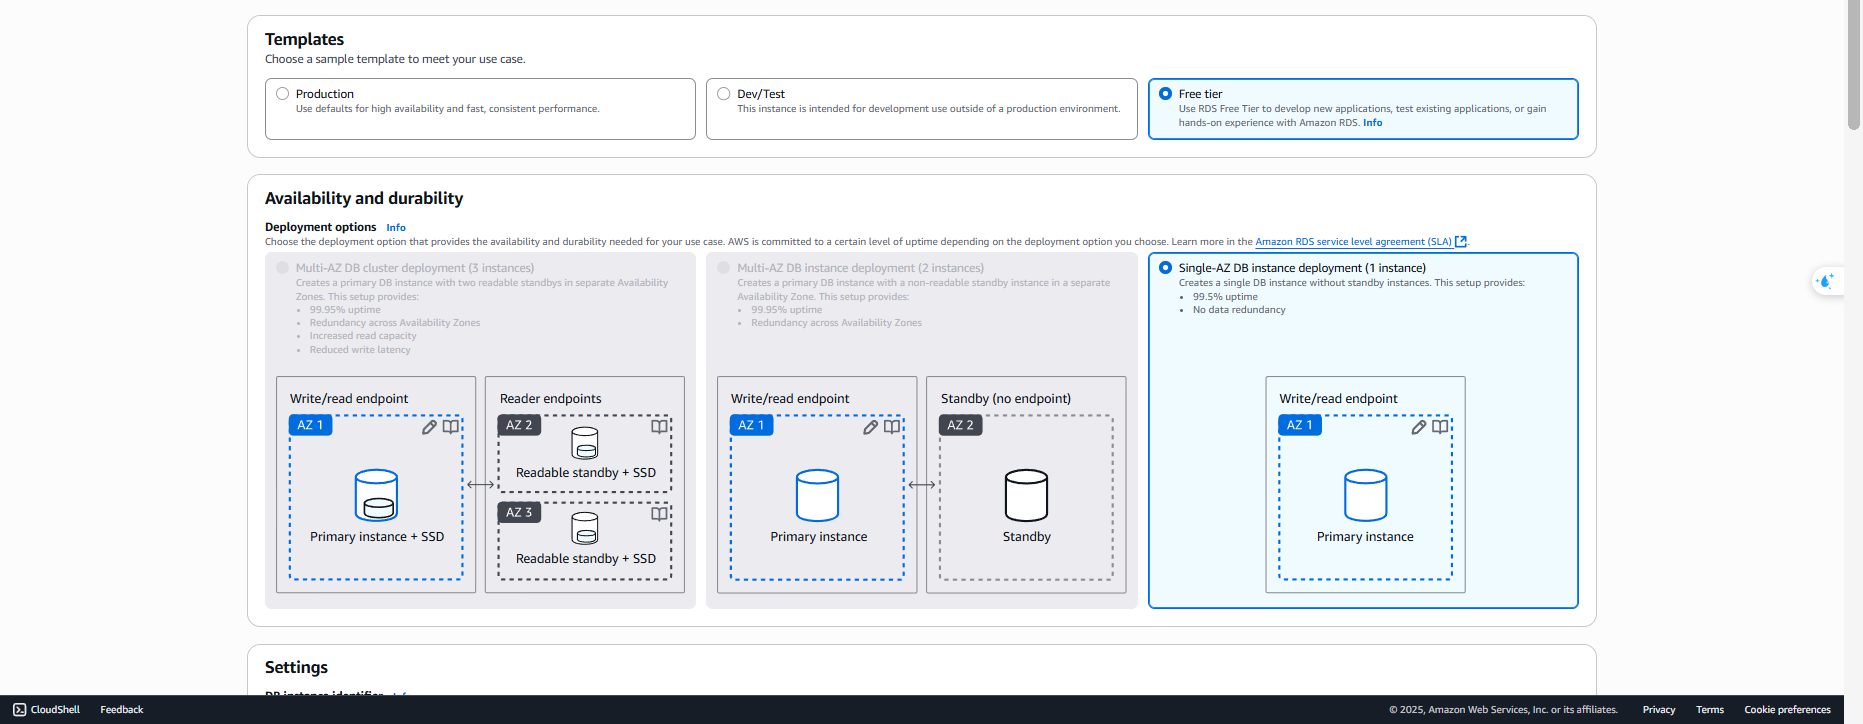 Templates
Choose a sample template to meet your use case.
Production
Use defaults for high availability and fast, consistent performance.
Dev/Test
This instance is intended for development use outside of a production environment.
Free tier
Use RDS Free Tier to develop new applications, test existing applications, or gain
hands-on experience with Amazon RDS. Info
Availability and durability
Deployment options Info
Choose the deployment option that provides the availability and durability needed for your use case. AWS is committed to a certain level of uptime depending on the deployment option you choose. Learn more in the Amazon RDS service level agreement (SLA).
Multi-AZ DB cluster deployment (3 instances)
Creates a primary DB instance with two readable standbys in separate Availability
Zones. This setup provides:
• 99.95% uptime
• Redundancy across Availability Zones
• Increased read capacity
• Reduced write latency
Write/read endpoint
AZ 1
Primary instance + SSD
Reader endpoints
AZ 2
Readable standby + SSD
AZ 3
Readable standby + SSD
Multi-AZ DB instance deployment (2 instances)
Creates a primary DB instance with a non-readable standby instance in a separate
Availability Zone. This setup provides:
• 99.95% uptime
• Redundancy across Availability Zones
Write/read endpoint
AZ 1
Primary instance
Standby (no endpoint)
AZ 2
Standby
Single-AZ DB instance deployment (1 instance)
Creates a single DB instance without standby instances. This setup provides:
• 99.5% uptime
• No data redundancy
Write/read endpoint
AZ 1
Primary instance
Settings
DB instance identifier Info
CloudShell
Feedback
© 2025, Amazon Web Services, Inc. or its affiliates.
Privacy
Terms
Cookie preferences